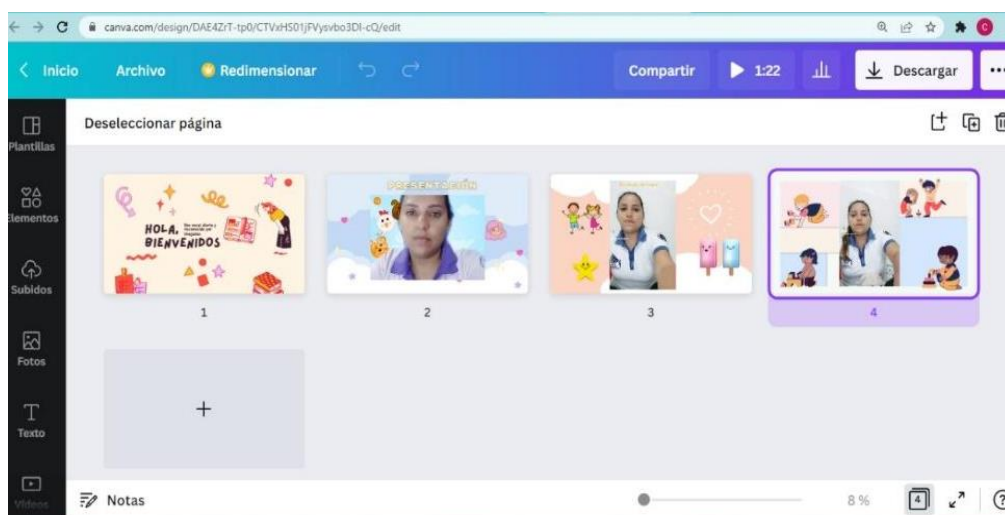 canva.com/design/DAE4ZrT-tp0/CTVxHS01jFVysvbo3DI-cQ/edit
C
Inicio Archivo Redimensionar Compartir 1:22 Descargar
Deseleccionar página
Plantillas
Elementos
Subidos
Fotos
Texto
Videos
HOLA,
BIENVENIDOS
PRESENTACIÓN
1 2 3 4
Notas
8 %
4